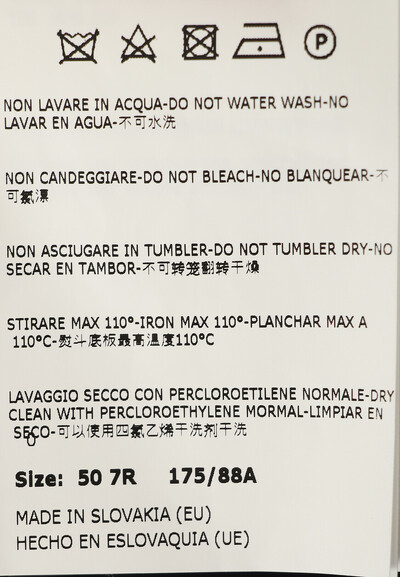 P
NON LAVARE IN ACQUA-DO NOT WATER WASH-NO
LAVAR EN AGUA-不可水洗
NON CANDEGGIARE-DO NOT BLEACH-NO BLANQUEAR-不
可氯漂
NON ASCIUGARE IN TUMBLER-DO NOT TUMBLER DRY-NO
SECAR EN TAMBOR-不可转笼翻转干燥
STIRARE MAX 110°-IRON MAX 110°-PLANCHAR MAX A
110°C-熨斗底板最高温度110°C
LAVAGGIO SECCO CON PERCLOROETILENE NORMALE-DRY
CLEAN WITH PERCLOROETHYLENE MORMAL-LIMPIAR EN
SECO-可以使用四氯乙烯干洗剂干洗
Size: 50 7R 175/88A
MADE IN SLOVAKIA (EU)
HECHO EN ESLOVAQUIA (UE)